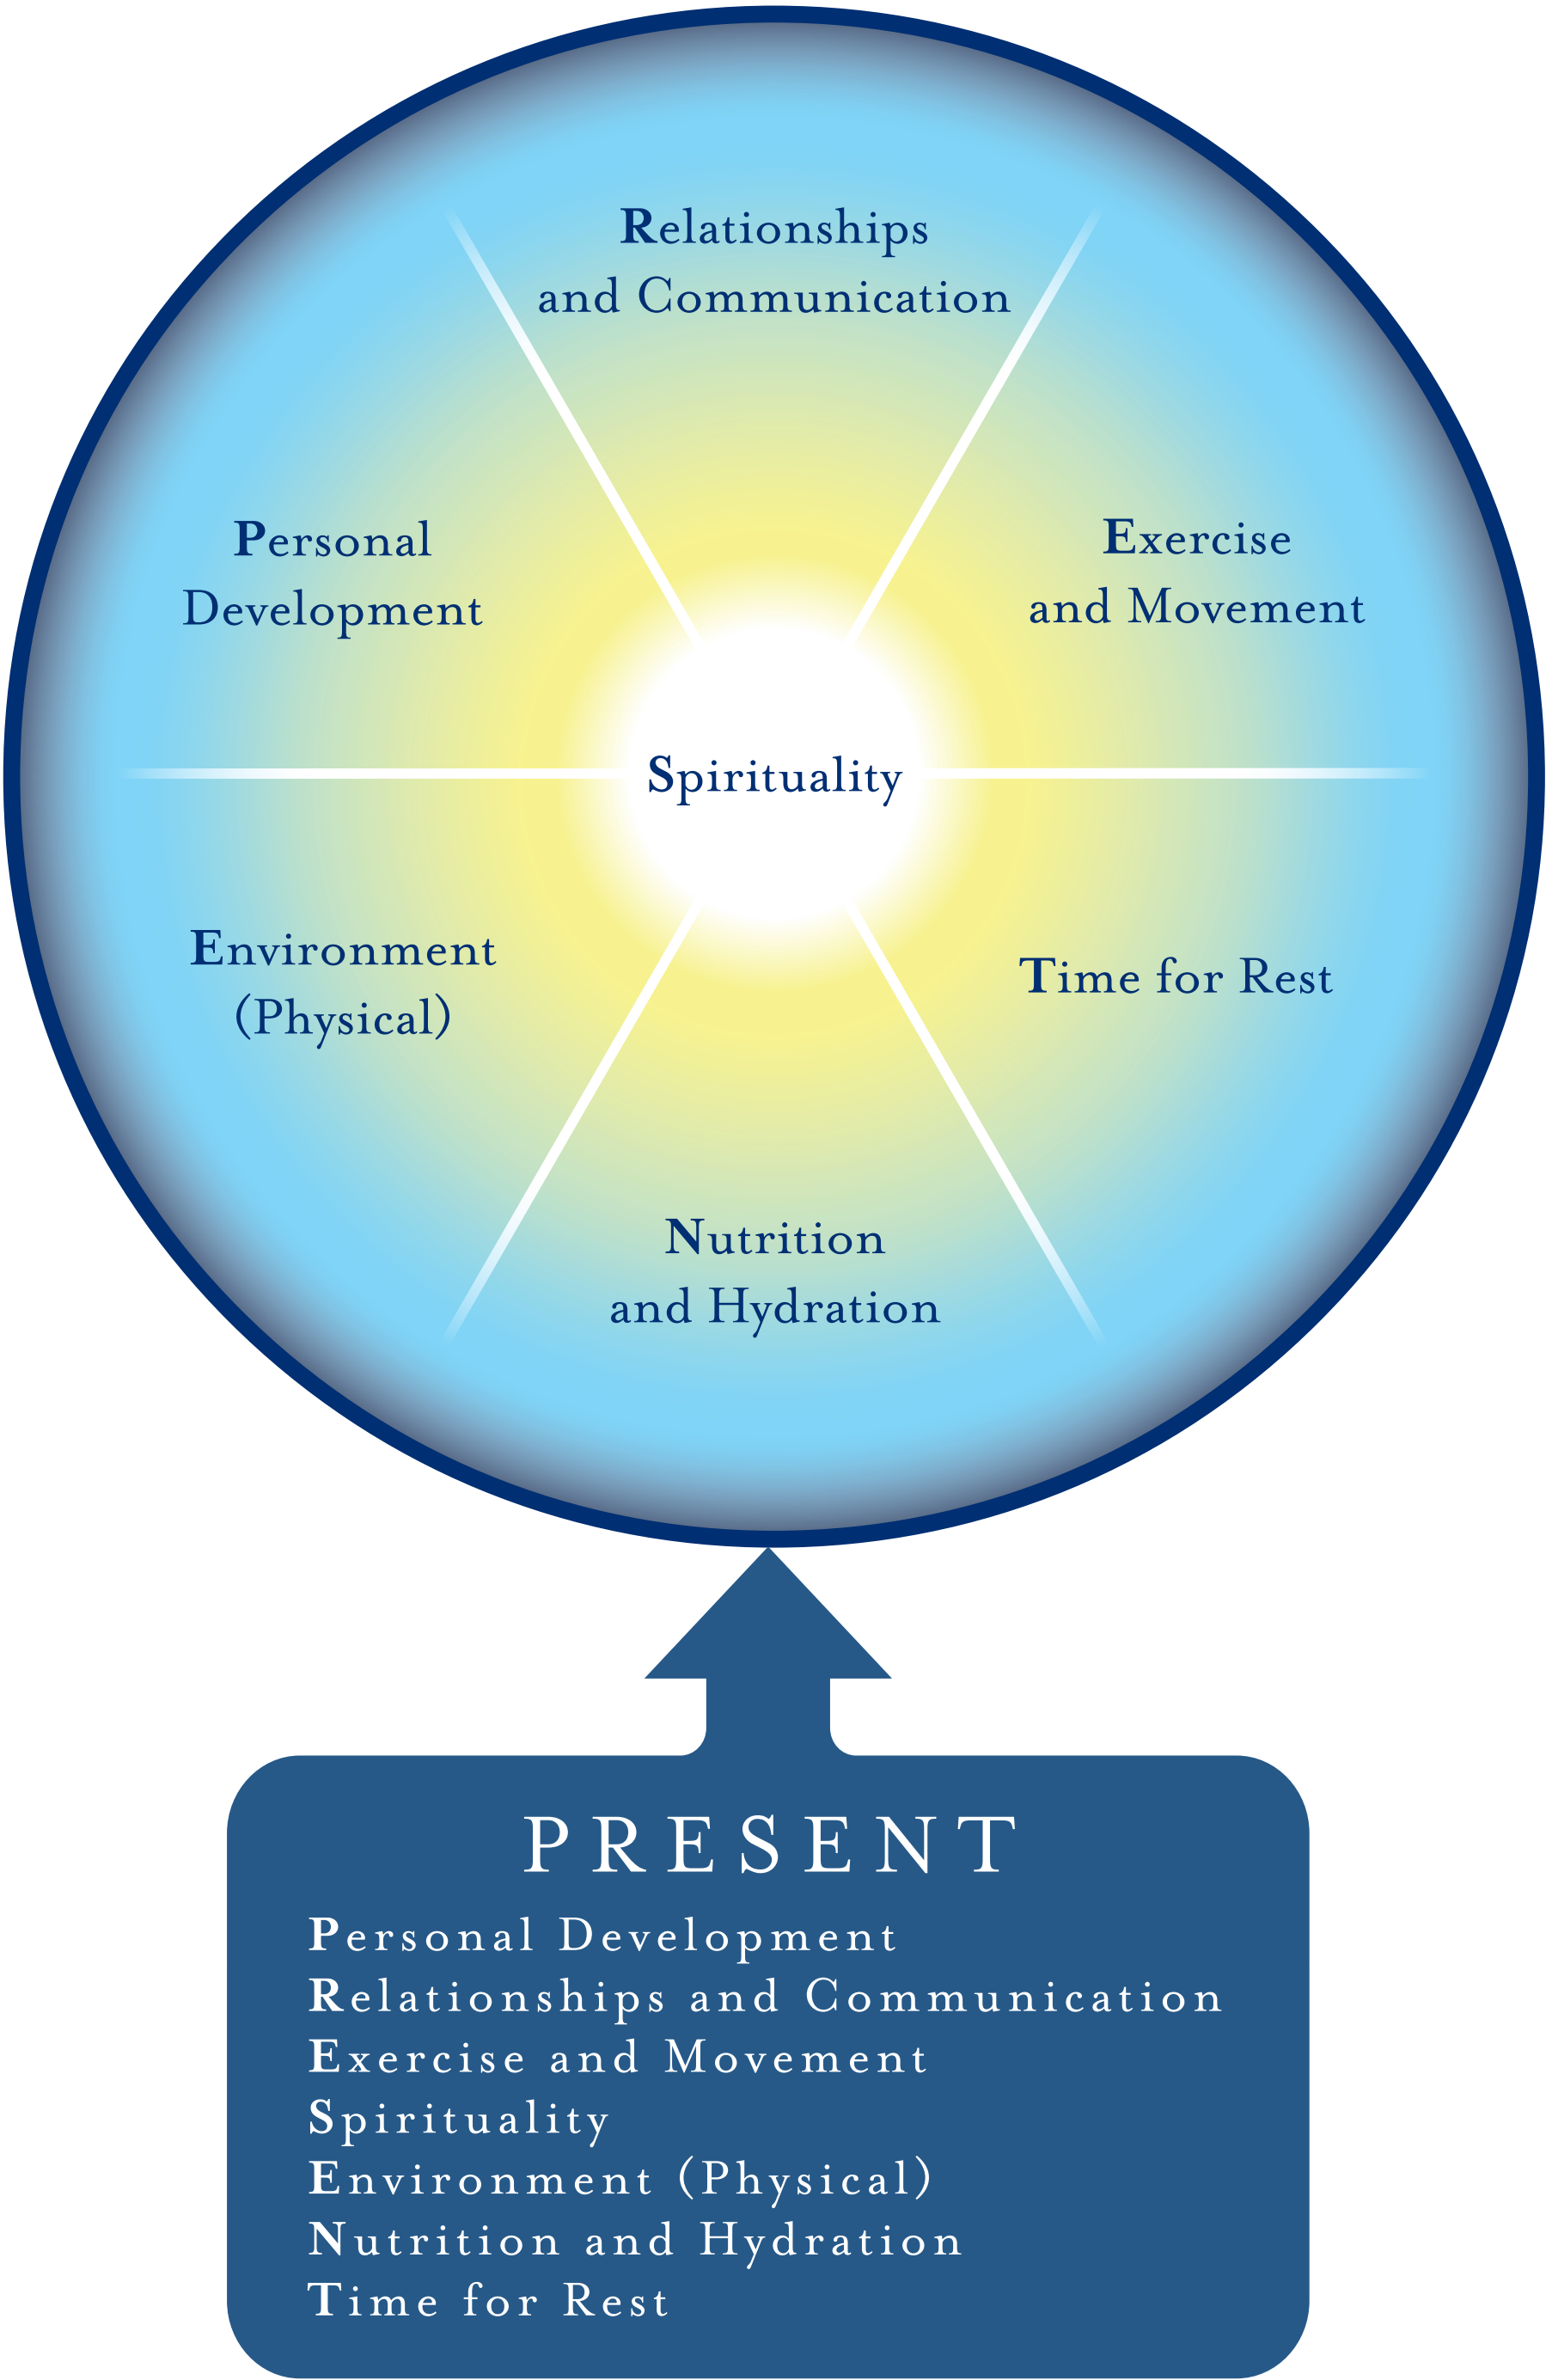 Relationships
and Communication
Personal
Development
Exercise
and Movement
Spirituality
Environment
(Physical)
Time for Rest
Nutrition
and Hydration
PRESENT
Personal Development
Relationships and Communication
Exercise and Movement
Spirituality
Environment (Physical)
Nutrition and Hydration
Time for Rest